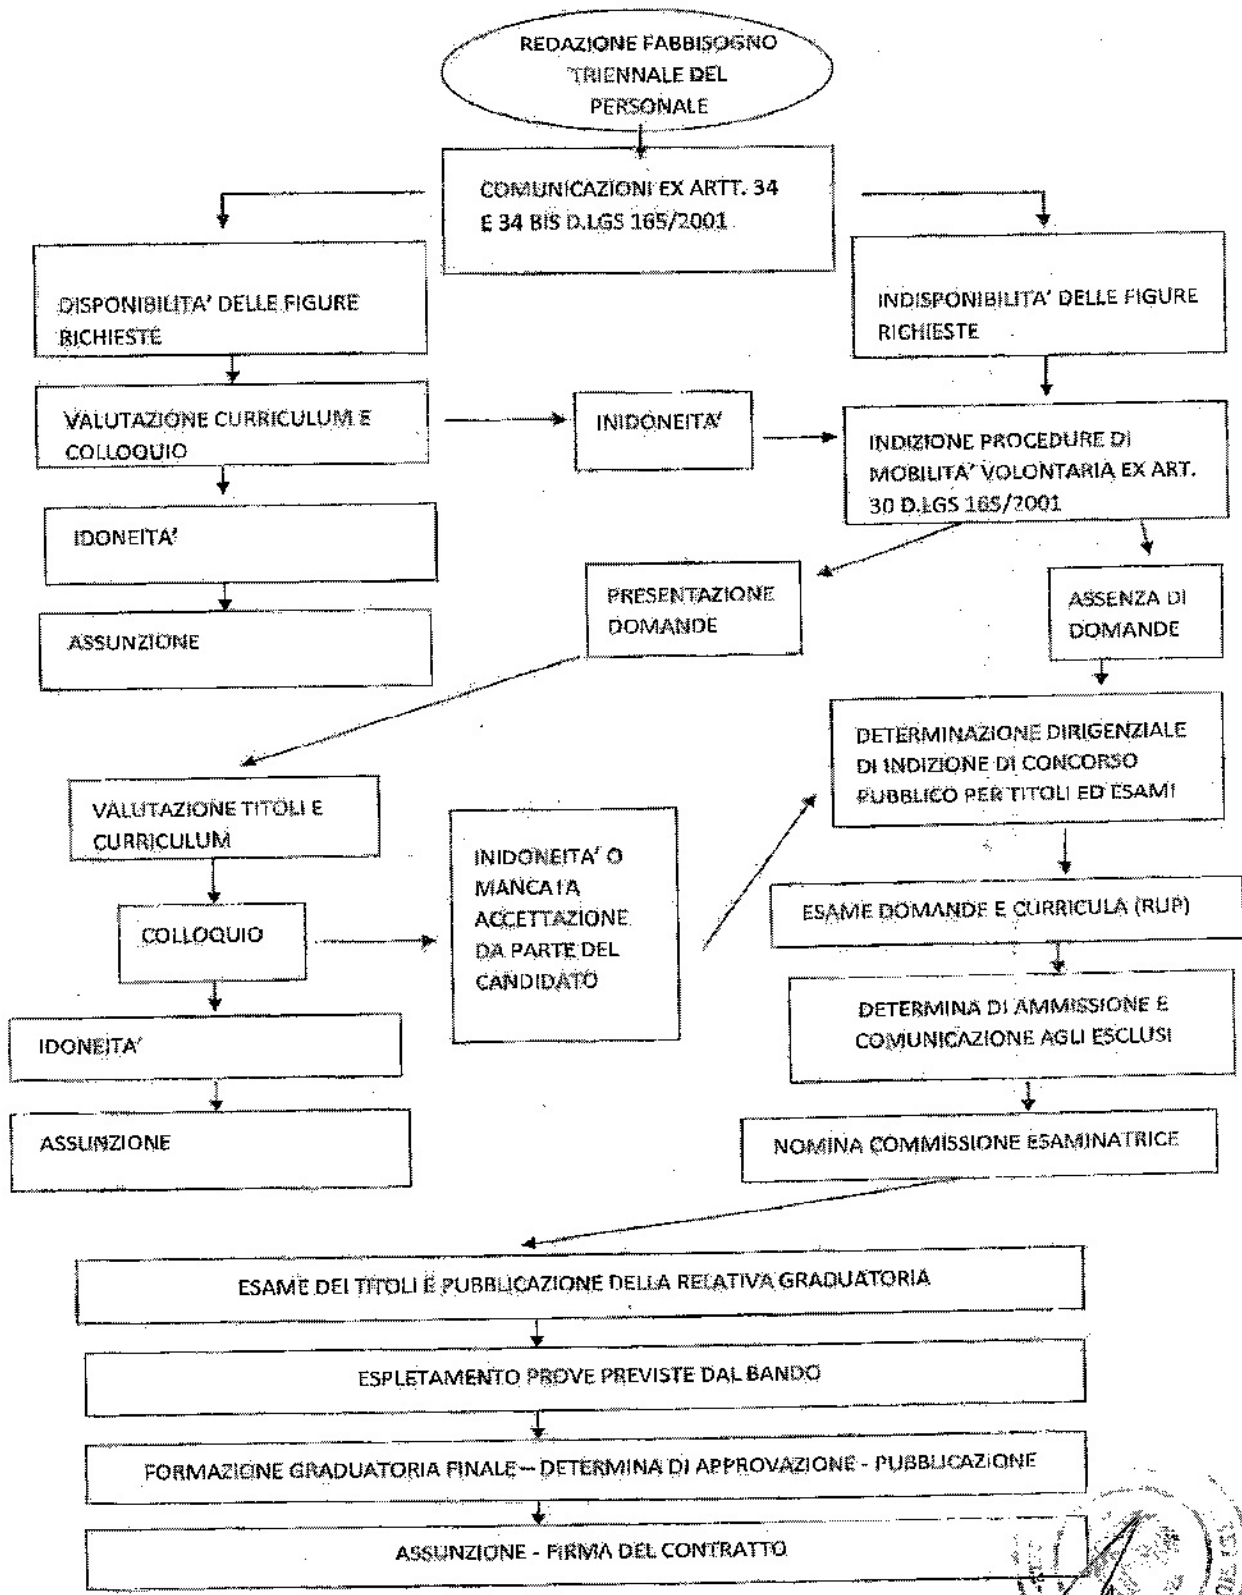 REDAZIONE FABBISOGNO
TRIENNALE DEL
PERSONALE
COMUNICAZIONI EX ARTT. 34
E 34 BIS D.LGS 165/2001
DISPONIBILITA' DELLE FIGURE
RICHIESTE
INDISPONIBILITA' DELLE FIGURE
RICHIESTE
VALUTAZIONE CURRICULUM E
COLLOQUIO
INIDONEITA'
INDIZIONE PROCEDURE DI
MOBILITA' VOLONTARIA EX ART.
30 D.LGS 165/2001
IDONEITA'
ASSUNZIONE
PRESENTAZIONE
DOMANDE
ASSENZA DI
DOMANDE
DETERMINAZIONE DIRIGENZIALE
DI INDIZIONE DI CONCORSO
PUBBLICO PER TITOLI ED ESAMI
VALUTAZIONE TITOLI E
CURRICULUM
INIDONEITA' O
MANCATA
ACCETTAZIONE
DA PARTE DEL
CANDIDATO
COLLOQUIO
ESAME DOMANDE E CURRICULA (RUP)
DETERMINA DI AMMISSIONE E
COMUNICAZIONE AGLI ESCLUSI
IDONEITA'
ASSUNZIONE
NOMINA COMMISSIONE ESAMINATRICE
ESAME DEI TITOLI E PUBBLICAZIONE DELLA RELATIVA GRADUATORIA
ESPLETAMENTO PROVE PREVISTE DAL BANDO
FORMAZIONE GRADUATORIA FINALE – DETERMINA DI APPROVAZIONE - PUBBLICAZIONE
ASSUNZIONE - FIRMA DEL CONTRATTO